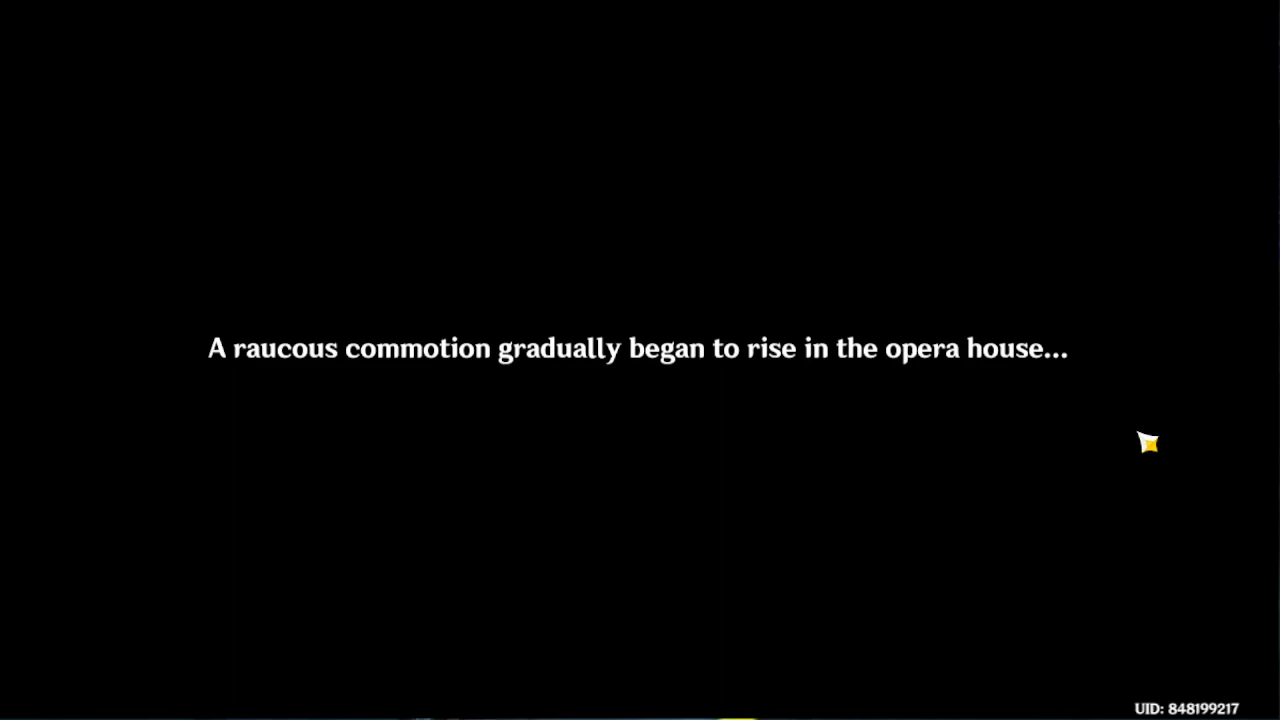 A raucous commotion gradually began to rise in the opera house...
UID: 848199217